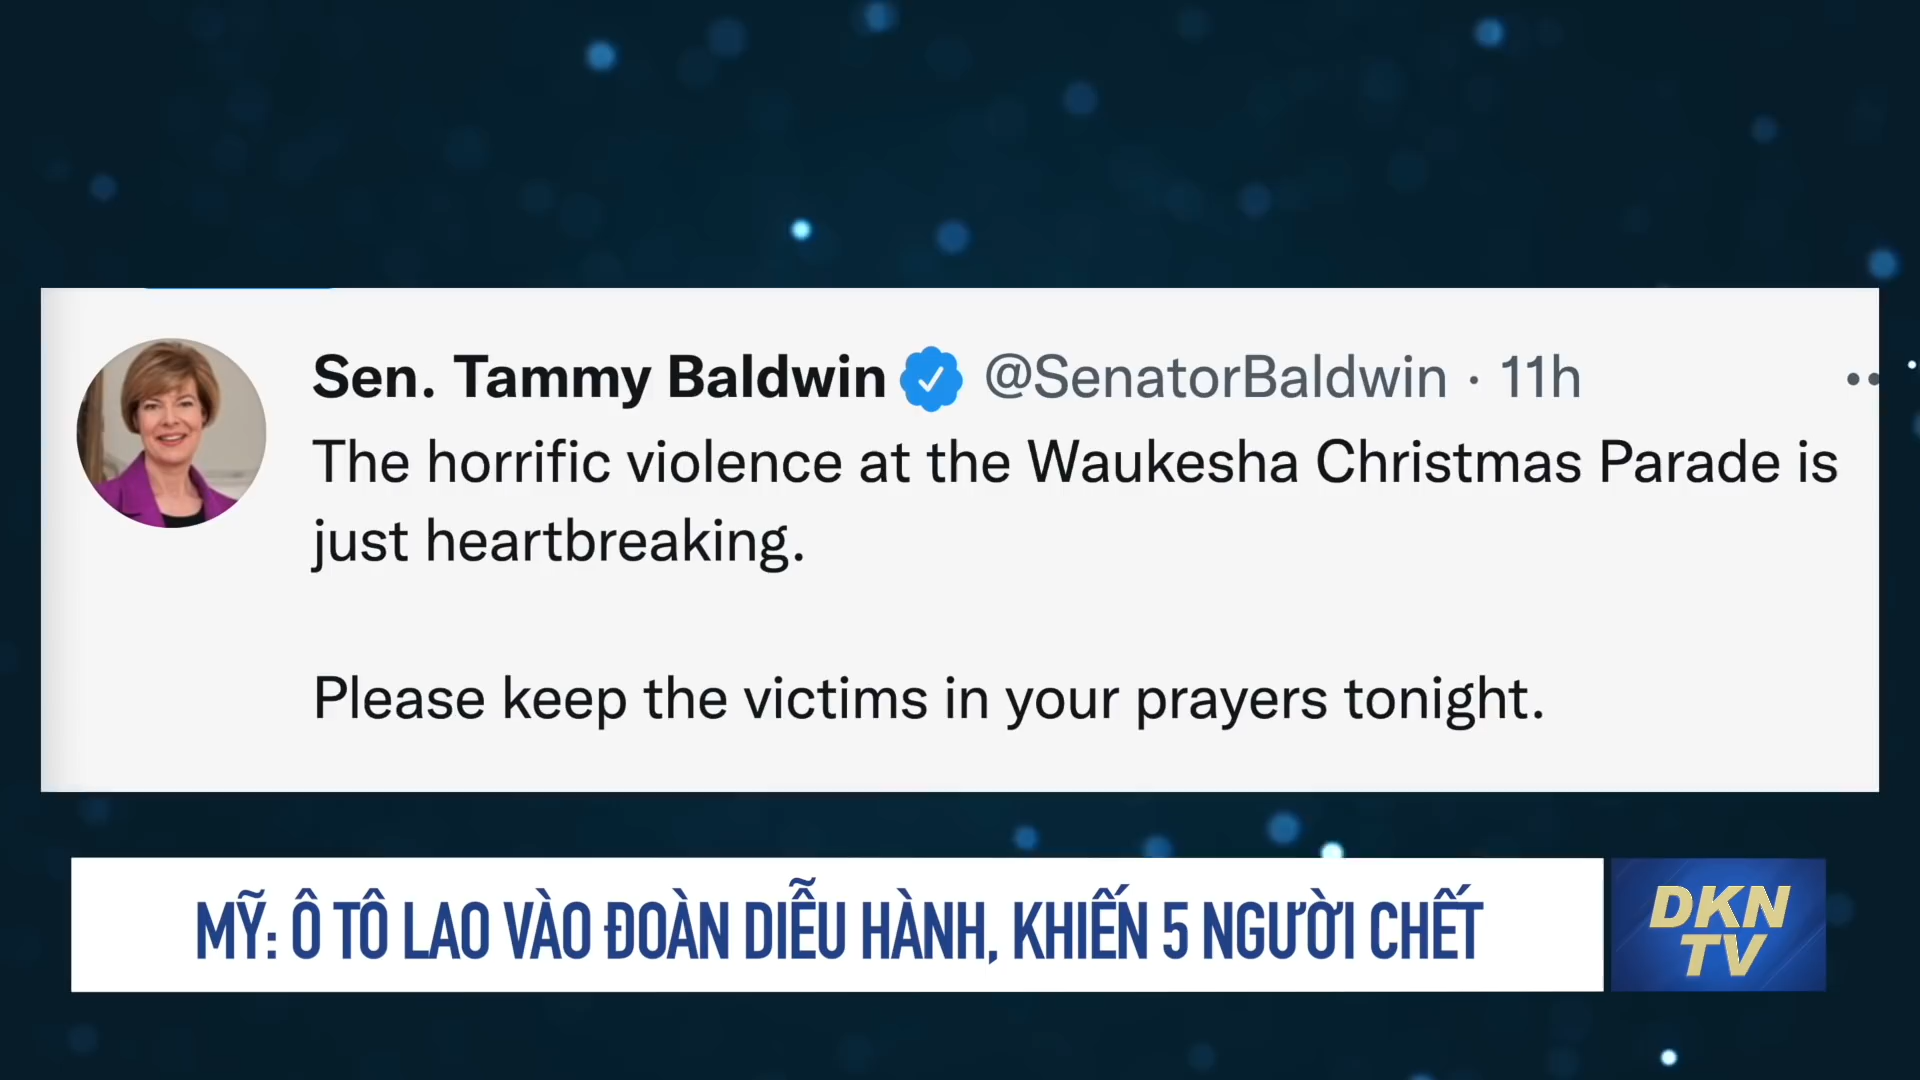 Sen. Tammy Baldwin @SenatorBaldwin · 11h
The horrific violence at the Waukesha Christmas Parade is
just heartbreaking.
Please keep the victims in your prayers tonight.
MỸ: Ô TÔ LAO VÀO ĐOÀN DIỄU HÀNH, KHIẾN 5 NGƯỜI CHẾT
DKN
TV